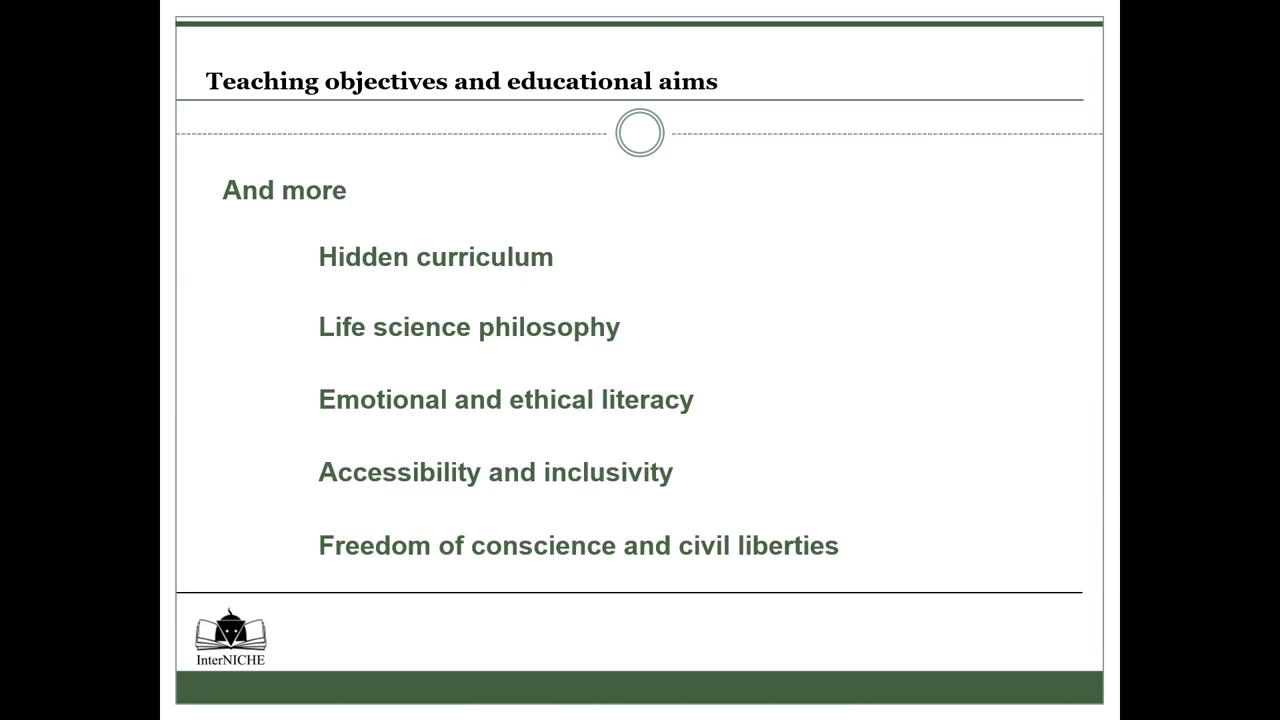 Teaching objectives and educational aims
And more
Hidden curriculum
Life science philosophy
Emotional and ethical literacy
Accessibility and inclusivity
Freedom of conscience and civil liberties
InterNICHE